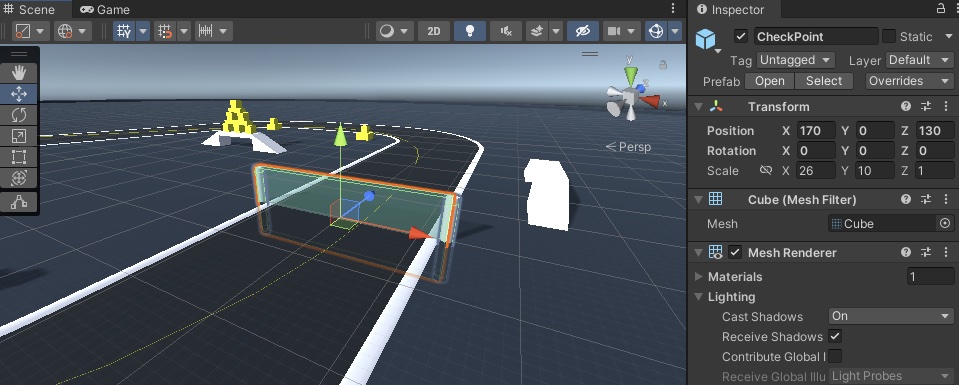 Scene Game
Inspector
2D
CheckPoint Static
Tag Untagged Layer Default
Prefab Open Select Overrides
Transform
Position X 170 Y 0 Z 130
Rotation X 0 Y 0 Z 0
Scale X 26 Y 10 Z 1
Cube (Mesh Filter)
Mesh Cube
Mesh Renderer
Materials 1
Lighting
Cast Shadows On
Receive Shadows
Contribute Global I
Receive Global Illu Light Probes
y
z
x
Persp